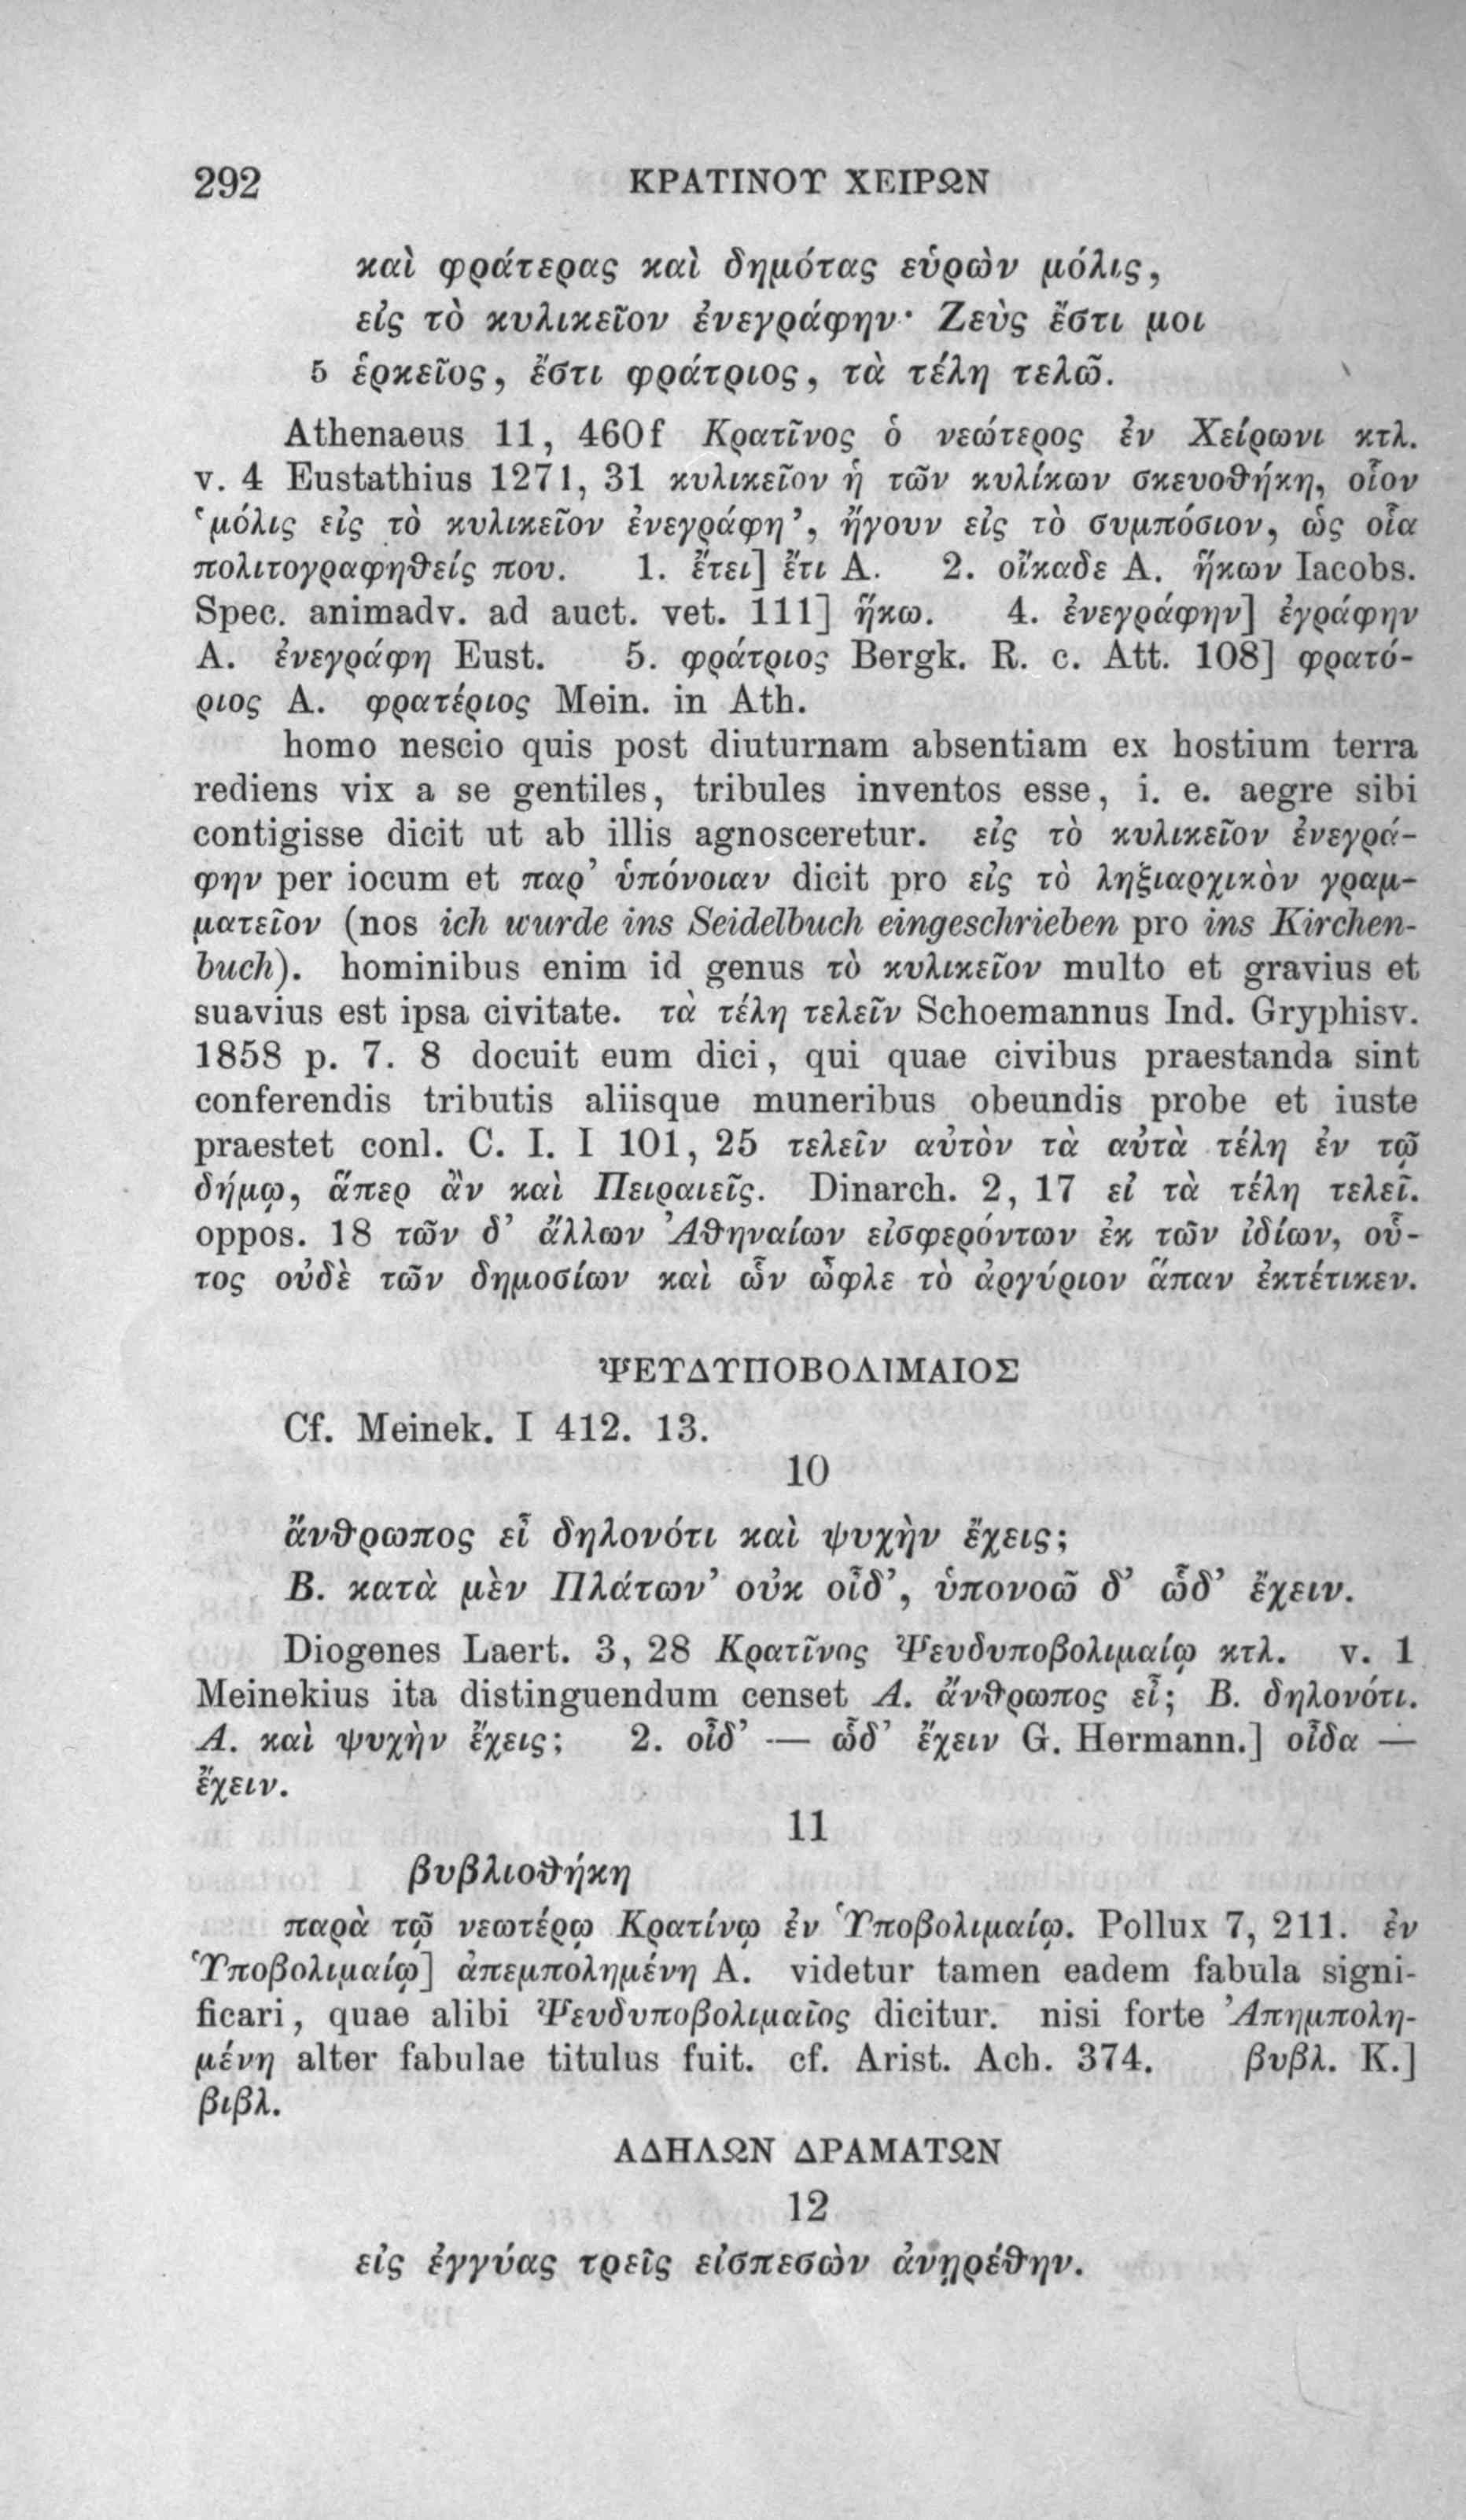 292 ΚΡΑΤΙΝΟΥ ΧΕΙΡΩΝ
καὶ φράτερας καὶ δημότας εὑρὼν μόλις,
εἰς τὸ κυλικεῖον ἐνεγράφην· Ζεὺς ἔστι μοι
5 ἑρκεῖος, ἔστι φράτριος, τὰ τέλη τελῶ.
Athenaeus 11, 460f Κρατῖνος ὁ νεώτερος ἐν Χείρωνι κτλ.
v. 4 Eustathius 1271, 31 κυλικεῖον ἡ τῶν κυλίκων σκευοθήκη, οἷον
‘μόλις εἰς τὸ κυλικεῖον ἐνεγράφη’, ἤγουν εἰς τὸ συμπόσιον, ὡς οἷα
πολιτογραφηθείς που. 1. ἔτει] ἔτι A. 2. οἴκαδε A. ἥκων Iacobs.
Spec. animadv. ad auct. vet. 111] ἥκω. 4. ἐνεγράφην] ἐγράφην
A. ἐνεγράφη Eust. 5. φράτριος Bergk. R. c. Att. 108] φρατό-
ριος A. φρατέριος Mein. in Ath.
homo nescio quis post diuturnam absentiam ex hostium terra
rediens vix a se gentiles, tribules inventos esse, i. e. aegre sibi
contigisse dicit ut ab illis agnosceretur. εἰς τὸ κυλικεῖον ἐνεγρά-
φην per iocum et παρ’ ὑπόνοιαν dicit pro εἰς τὸ ληξιαρχικὸν γραμ-
ματεῖον (nos ich wurde ins Seidelbuch eingeschrieben pro ins Kirchen-
buch). hominibus enim id genus τὸ κυλικεῖον multo et gravius et
suavius est ipsa civitate. τὰ τέλη τελεῖν Schoemannus Ind. Gryphisv.
1858 p. 7. 8 docuit eum dici, qui quae civibus praestanda sint
conferendis tributis aliisque muneribus obeundis probe et iuste
praestet conl. C. I. I 101, 25 τελεῖν αὐτὸν τὰ αὐτὰ τέλη ἐν τῷ
δήμῳ, ἅπερ ἂν καὶ Πειραιεῖς. Dinarch. 2, 17 εἰ τὰ τέλη τελεῖ.
oppos. 18 τῶν δ’ ἄλλων Ἀθηναίων εἰσφερόντων ἐκ τῶν ἰδίων, οὗ-
τος οὐδὲ τῶν δημοσίων καὶ ὧν ὦφλε τὸ ἀργύριον ἅπαν ἐκτέτικεν.
ΨΕΥΔΥΠΟΒΟΛΙΜΑΙΟΣ
Cf. Meinek. I 412. 13.
10
ἄνθρωπος εἶ δηλονότι καὶ ψυχὴν ἔχεις;
B. κατὰ μὲν Πλάτων’ οὐκ οἶδ’, ὑπονοῶ δ’ ὧδ’ ἔχειν.
Diogenes Laert. 3, 28 Κρατῖνος Ψευδυποβολιμαίῳ κτλ. v. 1
Meinekius ita distinguendum censet A. ἄνθρωπος εἶ; B. δηλονότι.
A. καὶ ψυχὴν ἔχεις; 2. οἶδ’ — ὧδ’ ἔχειν G. Hermann.] οἶδα —
ἔχειν.
11
βυβλιοθήκη
παρὰ τῷ νεωτέρῳ Κρατίνῳ ἐν Ὑποβολιμαίῳ. Pollux 7, 211. ἐν
Ὑποβολιμαίῳ] ἀπεμπολημένη A. videtur tamen eadem fabula signi-
ficari, quae alibi Ψευδυποβολιμαῖος dicitur. nisi forte Ἀπημπολη-
μένη alter fabulae titulus fuit. cf. Arist. Ach. 374. βυβλ. K.]
βιβλ.
ΑΔΗΛΩΝ ΔΡΑΜΑΤΩΝ
12
εἰς ἐγγύας τρεῖς εἰσπεσὼν ἀνῃρέθην.